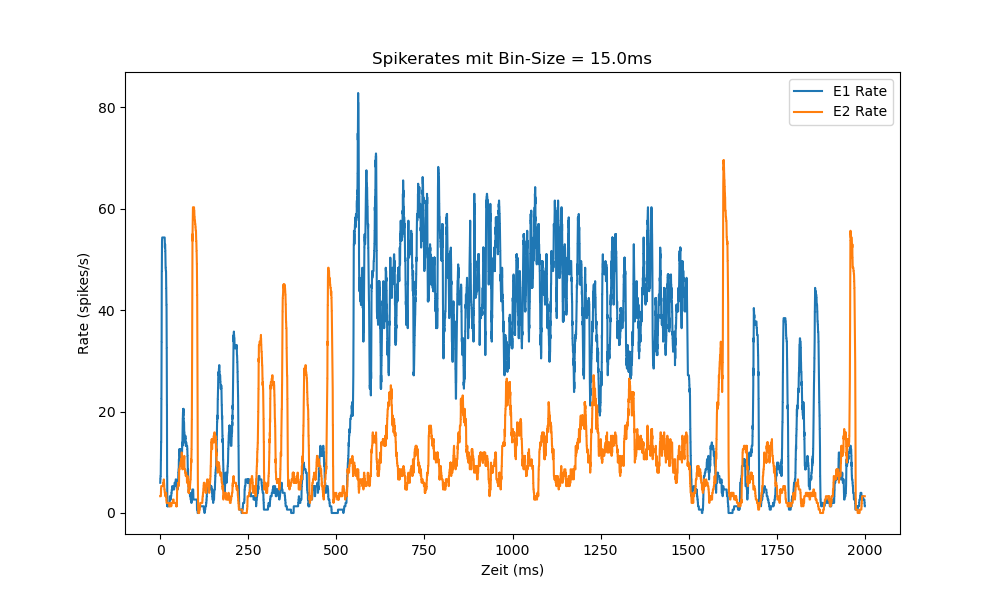 Spikerates mit Bin-Size = 15.0ms
E1 Rate
E2 Rate
Rate (spikes/s)
80
60
40
20
0
0 250 500 750 1000 1250 1500 1750 2000
Zeit (ms)